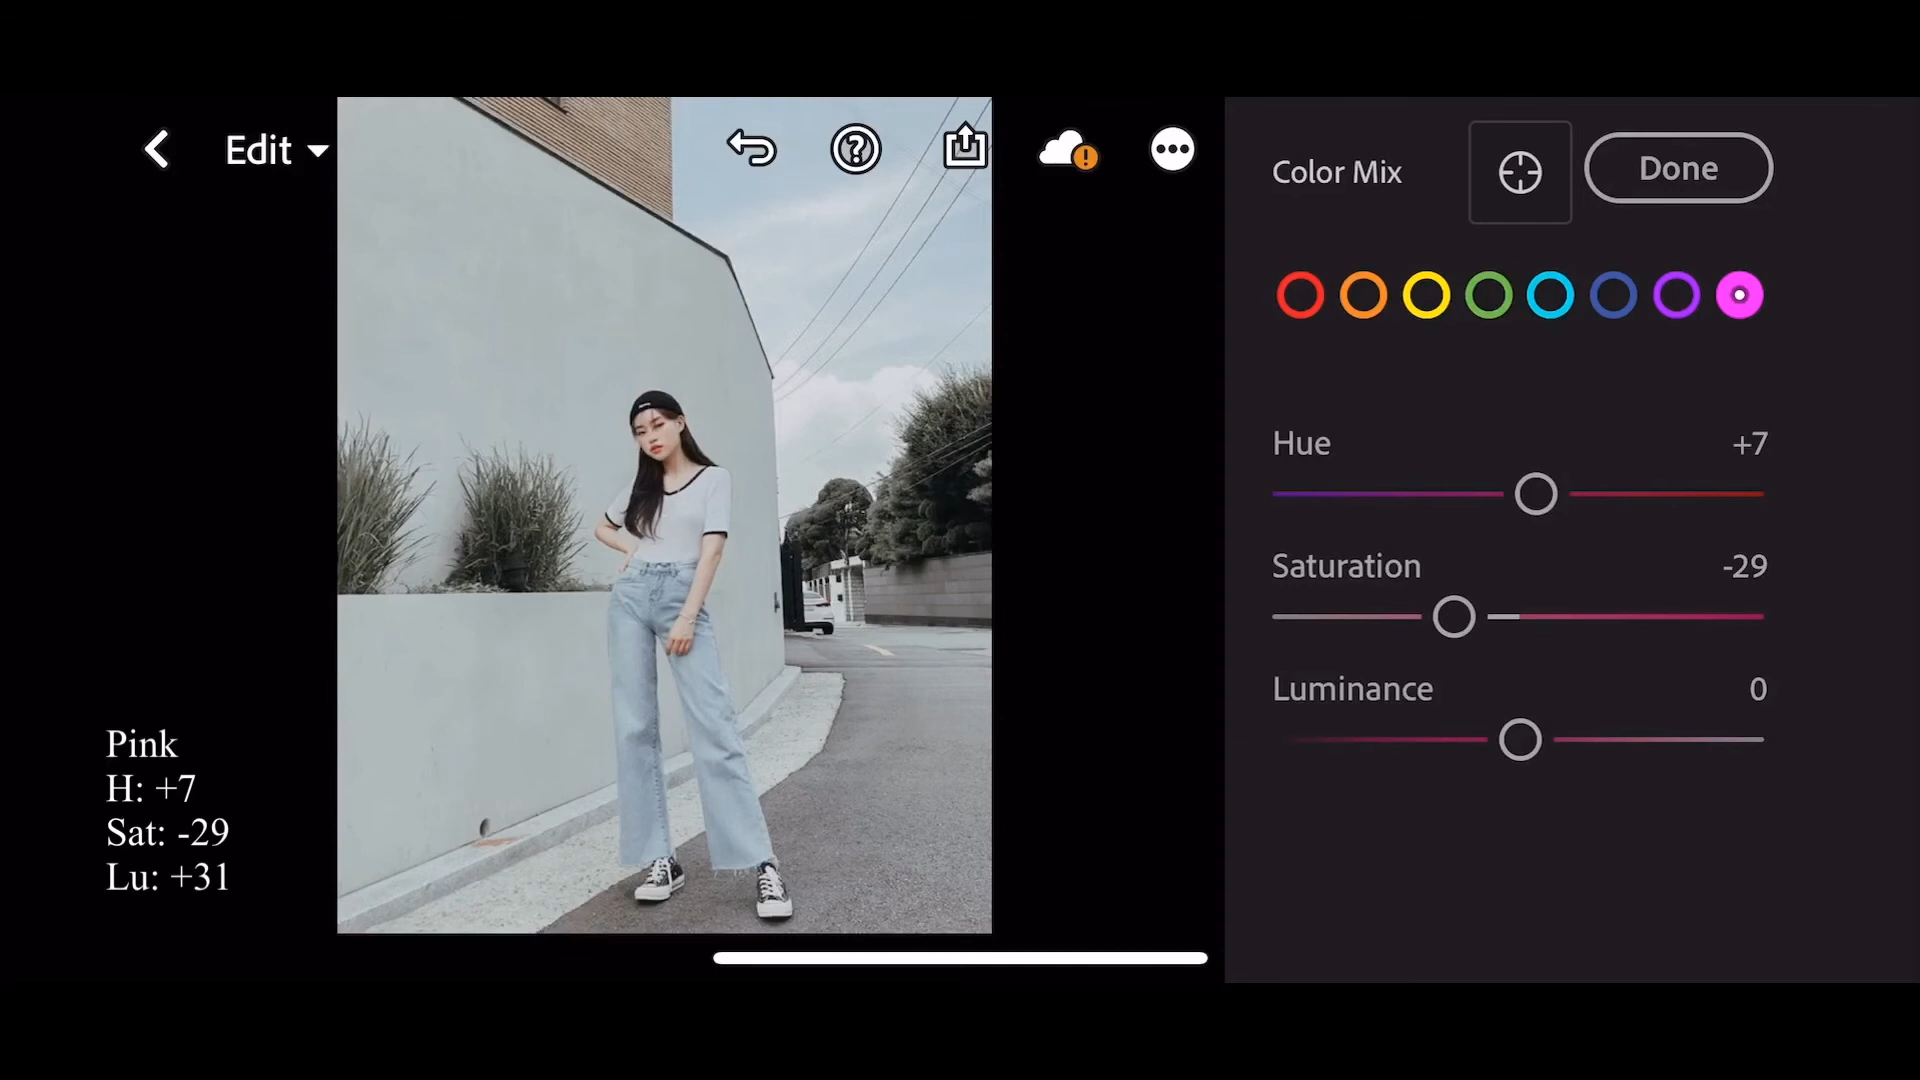 Edit
Color Mix
Done
Hue +7
Saturation -29
Luminance 0
Pink
H: +7
Sat: -29
Lu: +31